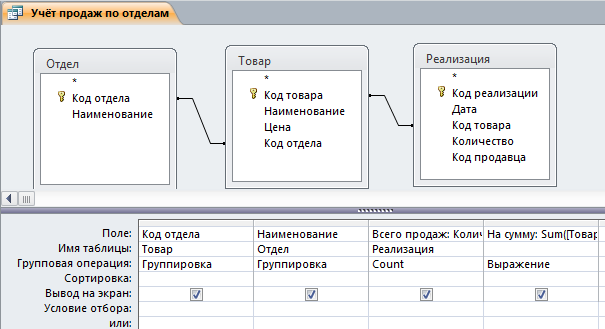 Учёт продаж по отделам
Отдел
*
Код отдела
Наименование
Товар
*
Код товара
Наименование
Цена
Код отдела
Реализация
*
Код реализации
Дата
Код товара
Количество
Код продавца
Поле: Код отдела Наименование Всего продаж: Колич На сумму: Sum([Товар
Имя таблицы: Товар Отдел Реализация
Групповая операция: Группировка Группировка Count Выражение
Сортировка:
Вывод на экран:
Условие отбора:
или: